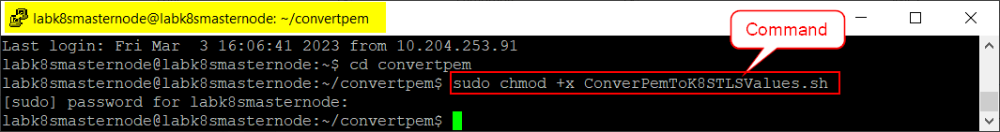 labk8smasternode@labk8smasternode: ~/convertpem
Command
Last login: Fri Mar  3 16:06:41 2023 from 10.204.253.91
labk8smasternode@labk8smasternode:~$ cd convertpem
labk8smasternode@labk8smasternode:~/convertpem$ sudo chmod +x ConverPemToK8STLSValues.sh
[sudo] password for labk8smasternode:
labk8smasternode@labk8smasternode:~/convertpem$